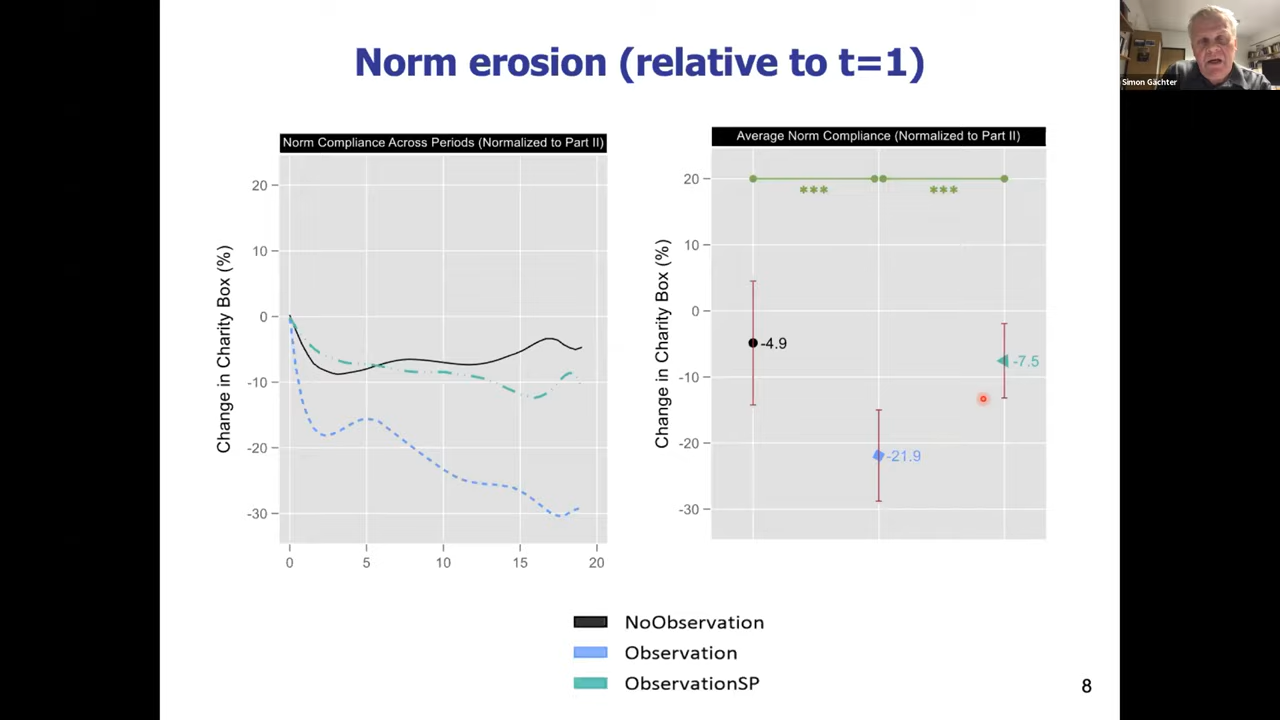 Norm erosion (relative to t=1)
Simon Gächter
Norm Compliance Across Periods (Normalized to Part II)
Change in Charity Box (%)
20
10
0
-10
-20
-30
0
5
10
15
20
Average Norm Compliance (Normalized to Part II)
Change in Charity Box (%)
20
10
0
-10
-20
-30
***
***
-4.9
-21.9
-7.5
NoObservation
Observation
ObservationSP
8